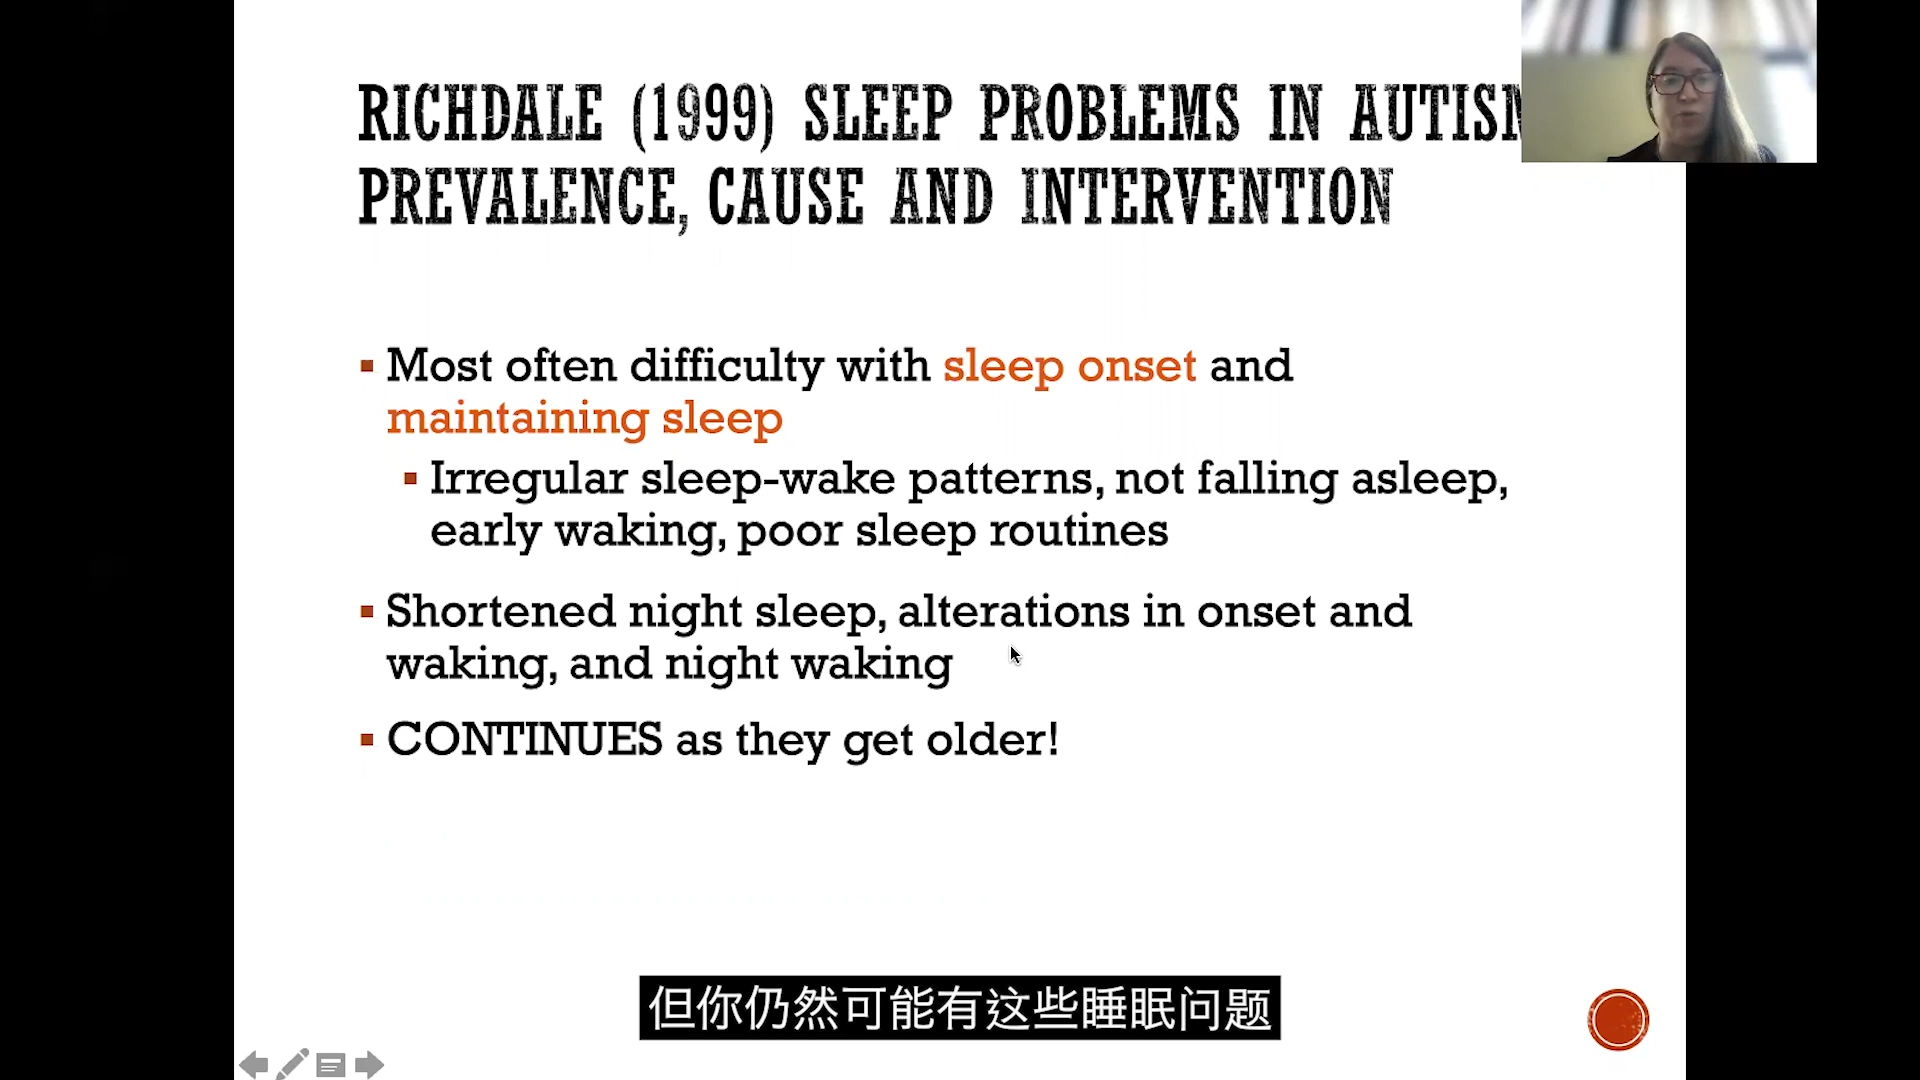 RICHDALE (1999) SLEEP PROBLEMS IN AUTISM
PREVALENCE, CAUSE AND INTERVENTION
Most often difficulty with sleep onset and
maintaining sleep
Irregular sleep-wake patterns, not falling asleep,
early waking, poor sleep routines
Shortened night sleep, alterations in onset and
waking, and night waking
CONTINUES as they get older!
但你仍然可能有这些睡眠问题